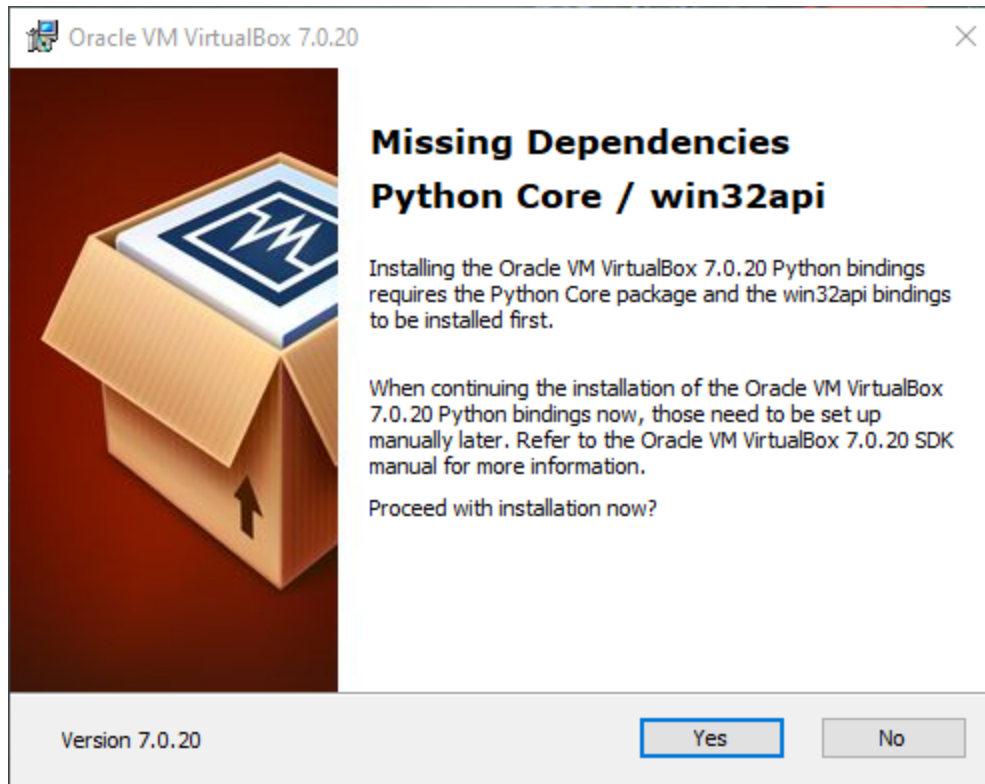 Oracle VM VirtualBox 7.0.20
Missing Dependencies
Python Core / win32api
Installing the Oracle VM VirtualBox 7.0.20 Python bindings
requires the Python Core package and the win32api bindings
to be installed first.
When continuing the installation of the Oracle VM VirtualBox
7.0.20 Python bindings now, those need to be set up
manually later. Refer to the Oracle VM VirtualBox 7.0.20 SDK
manual for more information.
Proceed with installation now?
Version 7.0.20
Yes
No